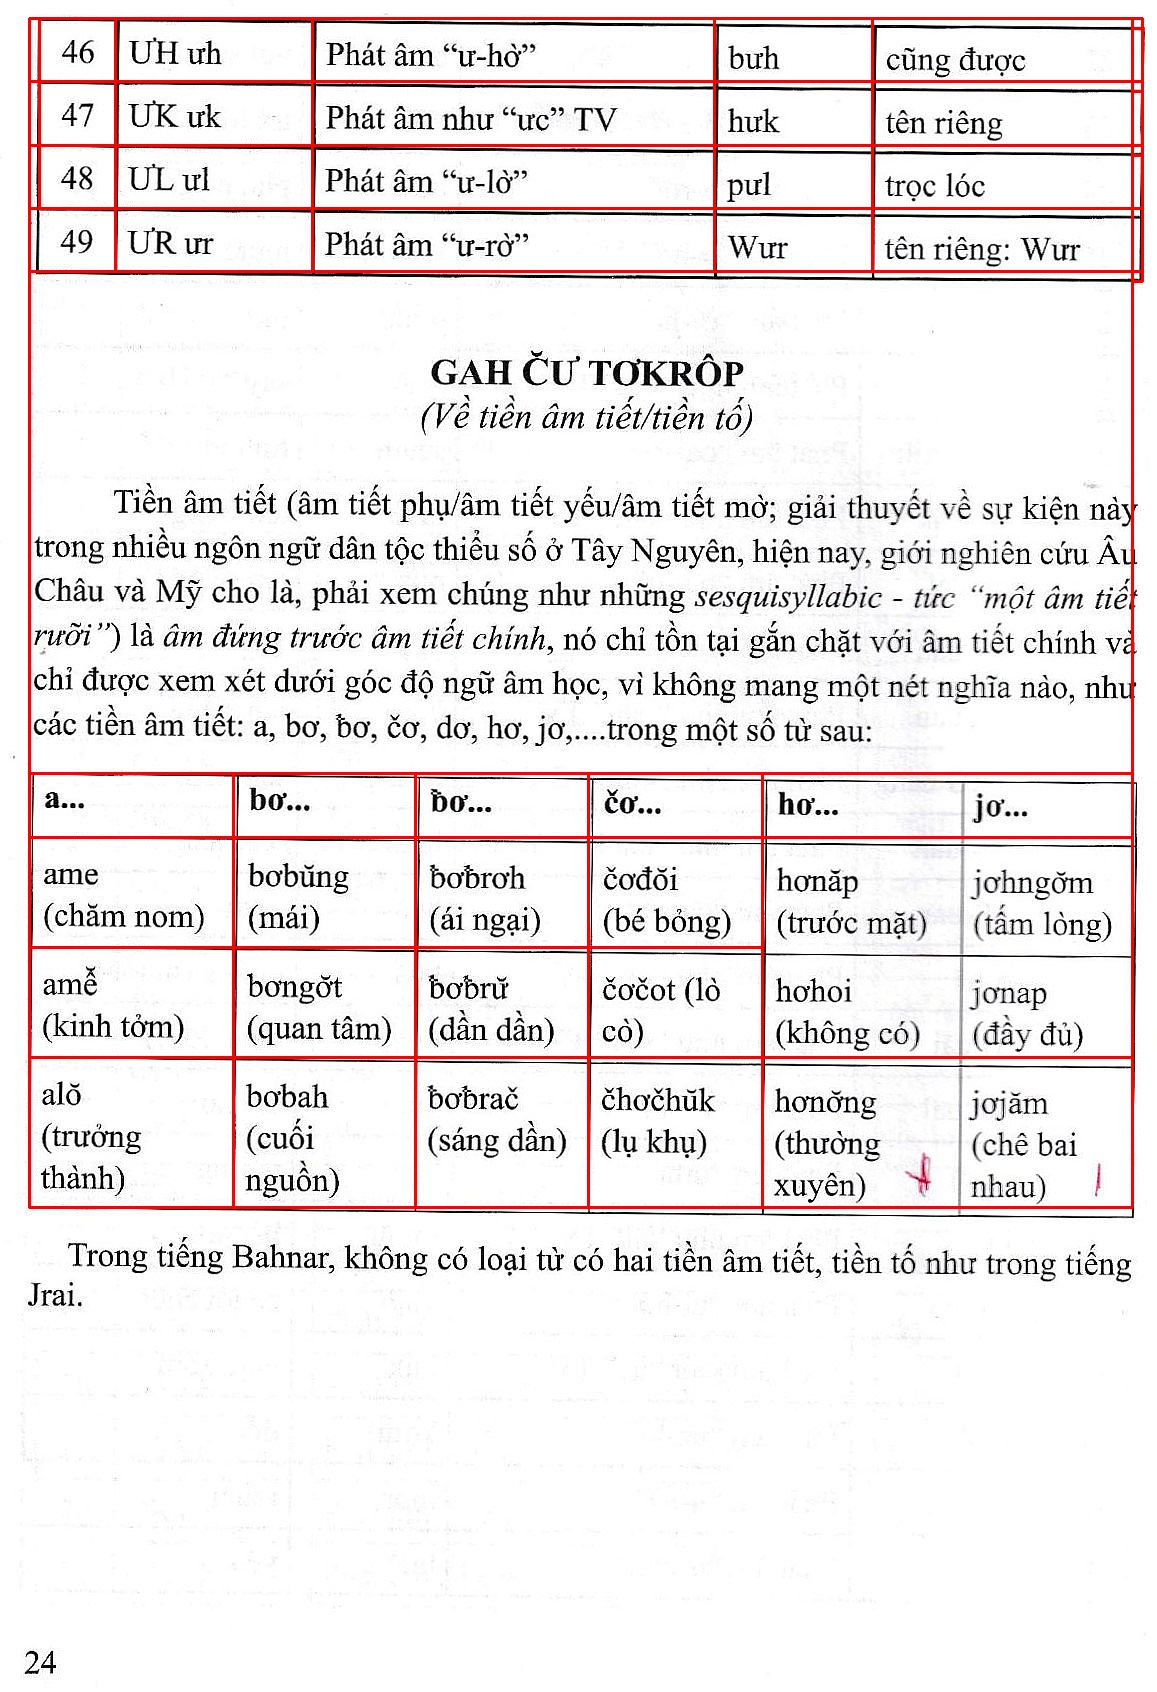 46 ƯH ưh Phát âm “ư-hờ” bưh cũng được
47 ƯK ưk Phát âm như “ưc” TV hưk tên riêng
48 ƯL ưl Phát âm “ư-lờ” pưl trọc lóc
49 ƯR ưr Phát âm “ư-rờ” Wưr tên riêng: Wưr
GAH ČƯ TƠKRÔP
(Về tiền âm tiết/tiền tố)
Tiền âm tiết (âm tiết phụ/âm tiết yếu/âm tiết mờ; giải thuyết về sự kiện này
trong nhiều ngôn ngữ dân tộc thiểu số ở Tây Nguyên, hiện nay, giới nghiên cứu Âu
Châu và Mỹ cho là, phải xem chúng như những sesquisyllabic - tức “một âm tiết
rưỡi”) là âm đứng trước âm tiết chính, nó chỉ tồn tại gắn chặt với âm tiết chính và
chỉ được xem xét dưới góc độ ngữ âm học, vì không mang một nét nghĩa nào, như
các tiền âm tiết: a, bơ, ƀơ, čơ, dơ, hơ, jơ,....trong một số từ sau:
a... bơ... ƀơ... čơ... hơ... jơ...
ame bơbŭng ƀơƀrơh čơđŏi hơnăp jơhngơ̆m
(chăm nom) (mái) (ái ngại) (bé bỏng) (trước mặt) (tấm lòng)
amê̆ bơngơ̆t ƀơƀrư̆ čơčot (lò hơhoi jơnap
(kinh tởm) (quan tâm) (dần dần) cò) (không có) (đầy đủ)
alŏ bơbah ƀơƀrač čhơčhŭk hơnơ̆ng jơjăm
(trưởng (cuối (sáng dần) (lụ khụ) (thường (chê bai
thành) nguồn) xuyên) nhau)
Trong tiếng Bahnar, không có loại từ có hai tiền âm tiết, tiền tố như trong tiếng
Jrai.
24